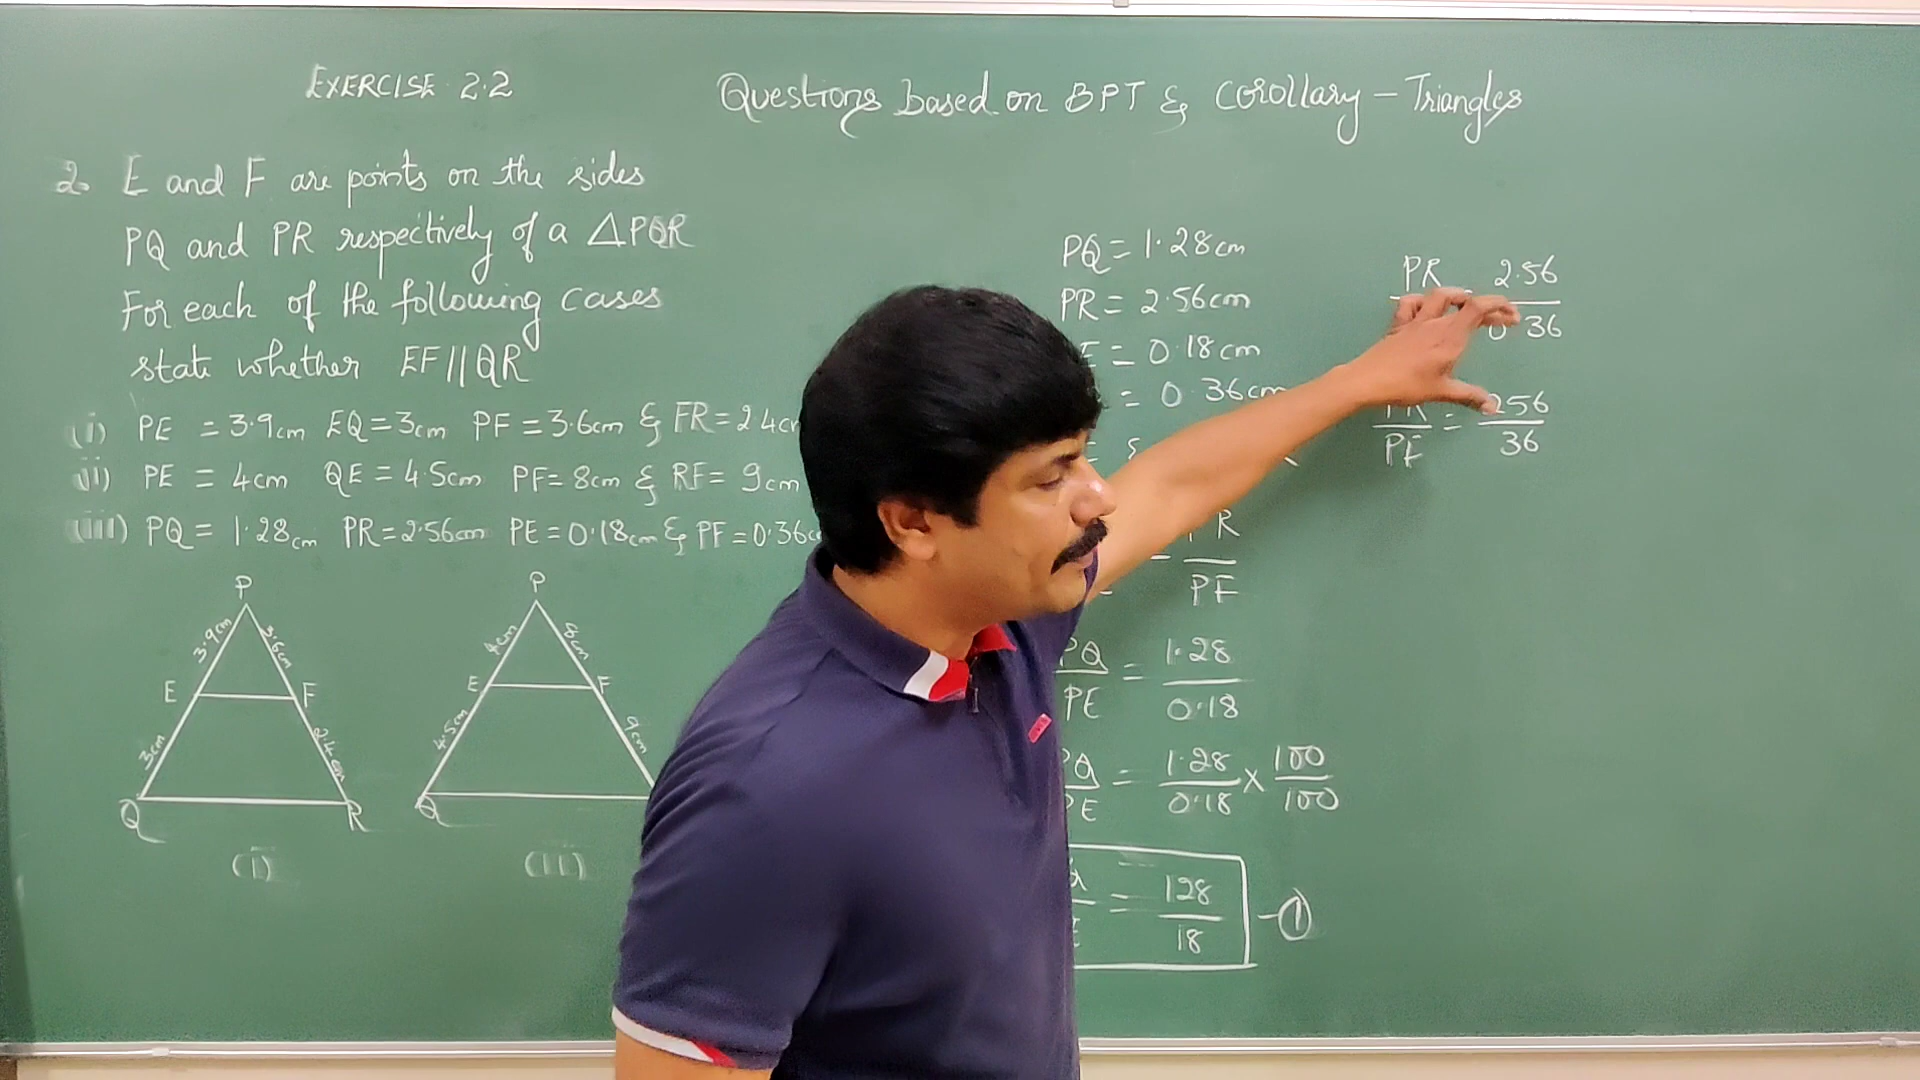 EXERCISE 2.2
Questions based on BPT & Corollary - Triangles
2. E and F are points on the sides
PQ and PR respectively of a △PQR
For each of the following cases
state whether EF||QR
(i) PE = 3.9cm EQ=3cm PF=3.6cm & FR=2.4cm
(ii) PE = 4cm QE=4.5cm PF=8cm & RF=9cm
(iii) PQ = 1.28cm PR=2.56cm PE=0.18cm & PF=0.36cm
P
3.9cm 3.6cm
E F
3cm 2.4cm
Q R
(i)
P
4cm 8cm
E F
4.5cm 9cm
Q
(ii)
PQ = 1.28cm
PR = 2.56cm
= 0.18cm
= 0.36cm
PF
PQ/PE = 1.28/0.18
= 1.28/0.18 × 100/100
= 128/18 - ①
PR = 2.56/0.36
PR/PF = 256/36